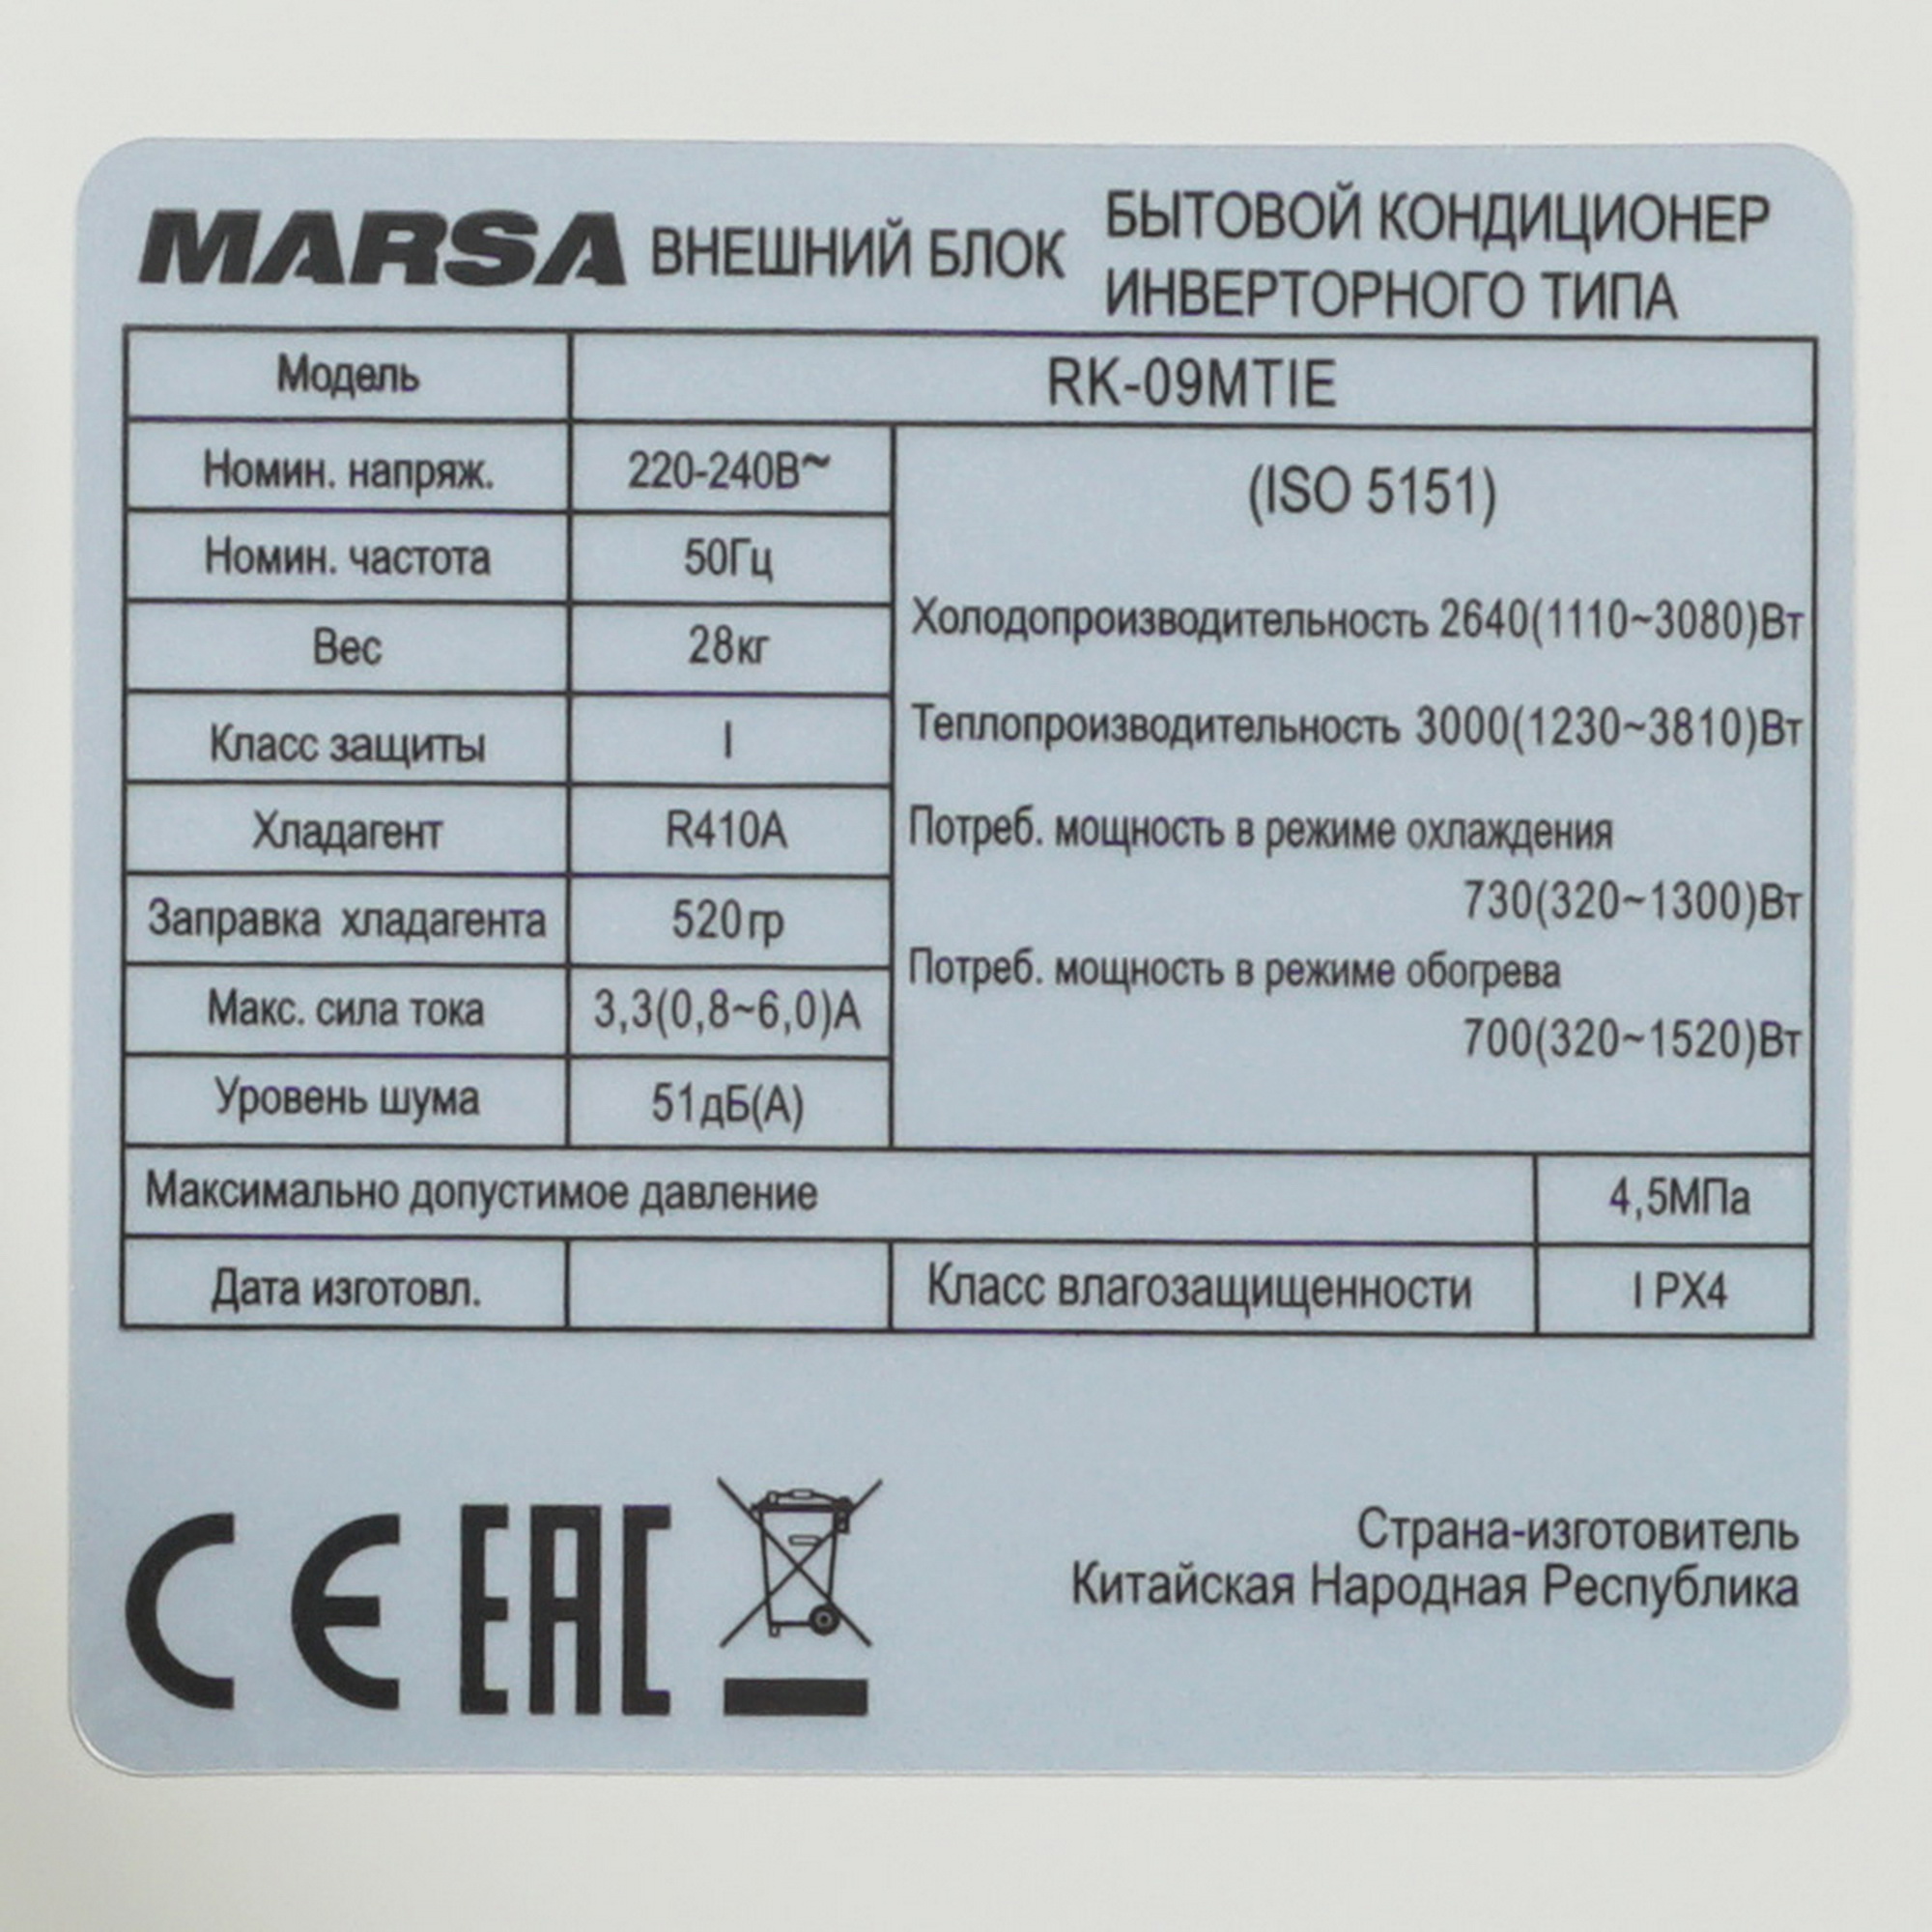 MARSA ВНЕШНИЙ БЛОК
БЫТОВОЙ КОНДИЦИОНЕР
ИНВЕРТОРНОГО ТИПА
Модель RK-09MTIE
Номин. напряж. 220-240В~
Номин. частота 50Гц
Вес 28кг
Класс защиты I
Хладагент R410A
Заправка хладагента 520гр
Макс. сила тока 3,3(0,8~6,0)А
Уровень шума 51дБ(А)
(ISO 5151)
Холодопроизводительность 2640(1110~3080)Вт
Теплопроизводительность 3000(1230~3810)Вт
Потреб. мощность в режиме охлаждения
730(320~1300)Вт
Потреб. мощность в режиме обогрева
700(320~1520)Вт
Максимально допустимое давление 4,5МПа
Дата изготовл. Класс влагозащищенности I PX4
CE EAC
Страна-изготовитель
Китайская Народная Республика